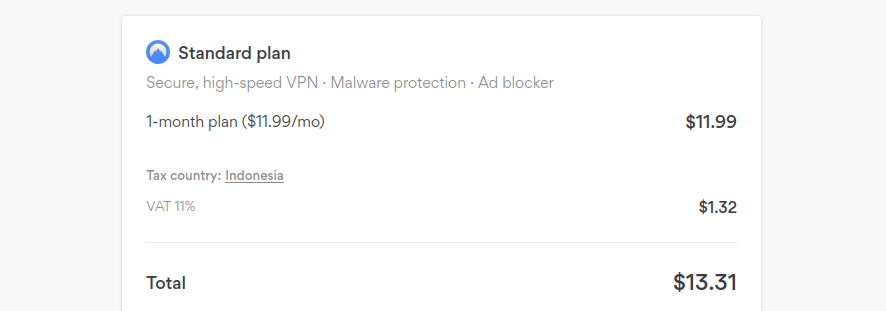 Standard plan
Secure, high-speed VPN · Malware protection · Ad blocker
1-month plan ($11.99/mo) $11.99
Tax country: Indonesia
VAT 11% $1.32
Total $13.31